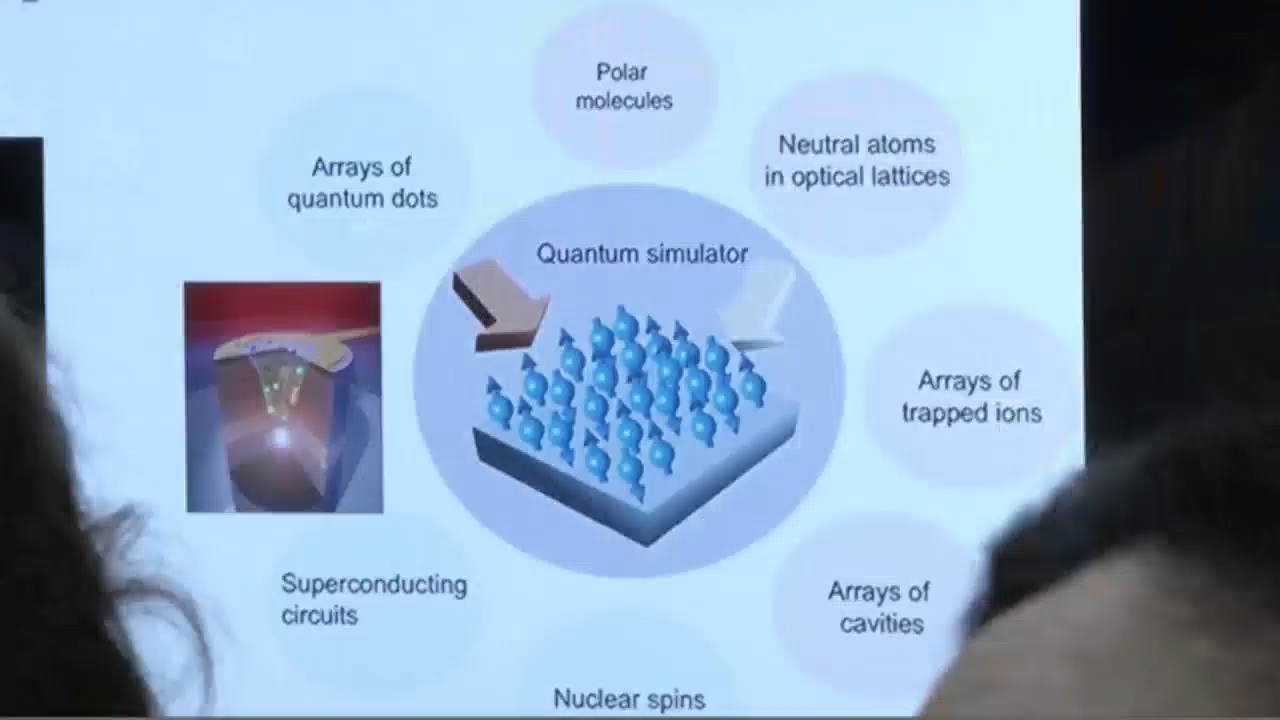 Polar
molecules
Neutral atoms
in optical lattices
Arrays of
quantum dots
Quantum simulator
Arrays of
trapped ions
Superconducting
circuits
Arrays of
cavities
Nuclear spins